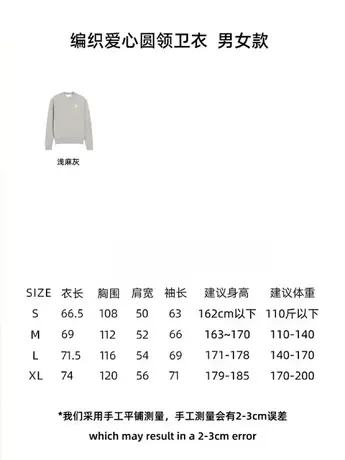 编织爱心圆领卫衣 男女款
浅麻灰
SIZE 衣长 胸围 肩宽 袖长 建议身高 建议体重
S 66.5 108 50 63 162cm以下 110斤以下
M 69 112 52 66 163~170 110-140
L 71.5 116 54 69 171-178 140-170
XL 74 120 56 71 179-185 170-200
*我们采用手工平铺测量，手工测量会有2-3cm误差
which may result in a 2-3cm error